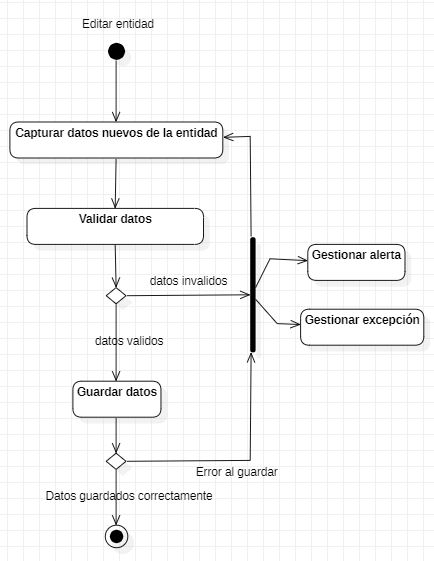 Editar entidad
Capturar datos nuevos de la entidad
Validar datos
datos invalidos
Gestionar alerta
Gestionar excepción
datos validos
Guardar datos
Error al guardar
Datos guardados correctamente